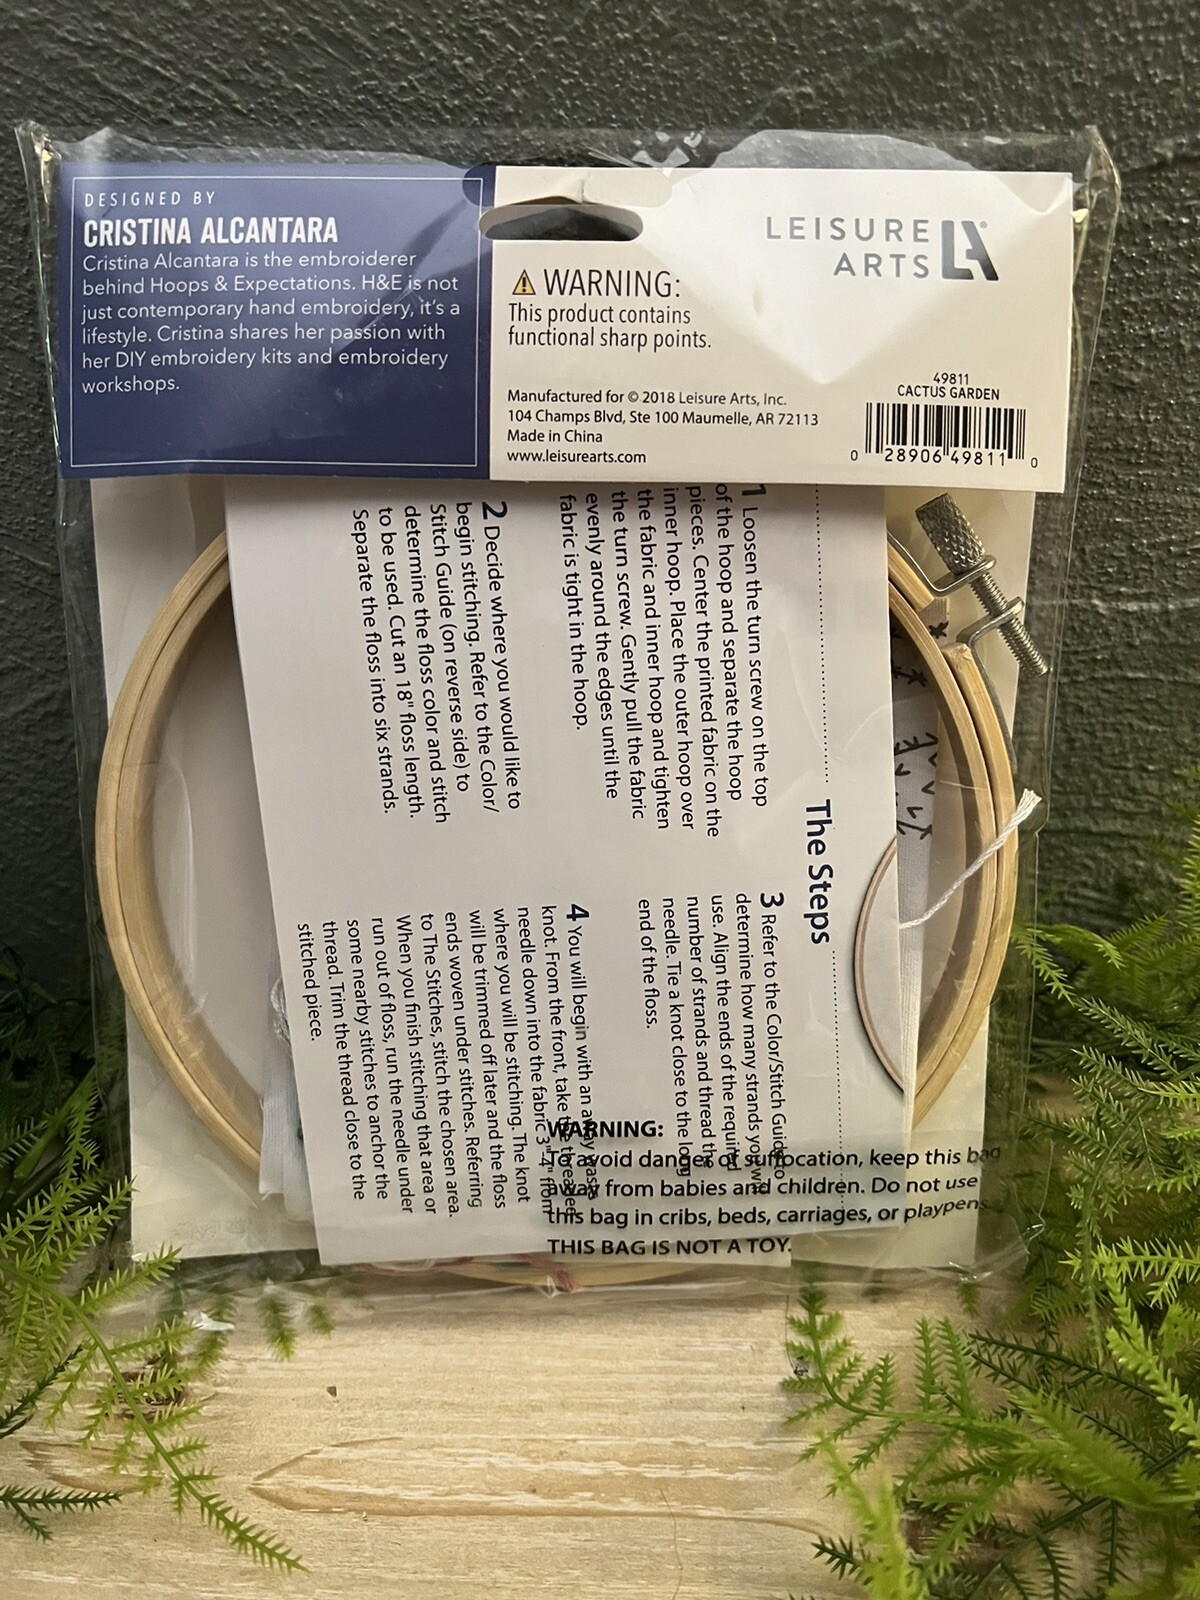 DESIGNED BY
CRISTINA ALCANTARA
Cristina Alcantara is the embroiderer
behind Hoops & Expectations. H&E is not
just contemporary hand embroidery, it's a
lifestyle. Cristina shares her passion with
her DIY embroidery kits and embroidery
workshops.
LEISURE
ARTS LA®
WARNING:
This product contains
functional sharp points.
Manufactured for © 2018 Leisure Arts, Inc.
104 Champs Blvd, Ste 100 Maumelle, AR 72113
Made in China
www.leisurearts.com
49811
CACTUS GARDEN
0 28906 49811 0
The Steps
1 Loosen the turn screw on the top
of the hoop and separate the hoop
pieces. Center the printed fabric on the
inner hoop. Place the outer hoop over
the fabric and inner hoop and tighten
the turn screw. Gently pull the fabric
evenly around the edges until the
fabric is tight in the hoop.
2 Decide where you would like to
begin stitching. Refer to the Color/
Stitch Guide (on reverse side) to
determine the floss color and stitch
to be used. Cut an 18" floss length.
Separate the floss into six strands.
3 Refer to the Color/Stitch Guide to
determine how many strands you will
use. Align the ends of the required
number of strands and thread the
needle. Tie a knot close to the long
end of the floss.
4 You will begin with an away waste
knot. From the front, take the threaded
needle down into the fabric 3"-4" from
where you will be stitching. The knot
will be trimmed off later and the floss
ends woven under stitches. Referring
to The Stitches, stitch the chosen area.
When you finish stitching that area or
run out of floss, run the needle under
some nearby stitches to anchor the
thread. Trim the thread close to the
stitched piece.
WARNING:
To avoid danger of suffocation, keep this bag
away from babies and children. Do not use
this bag in cribs, beds, carriages, or playpens.
THIS BAG IS NOT A TOY.